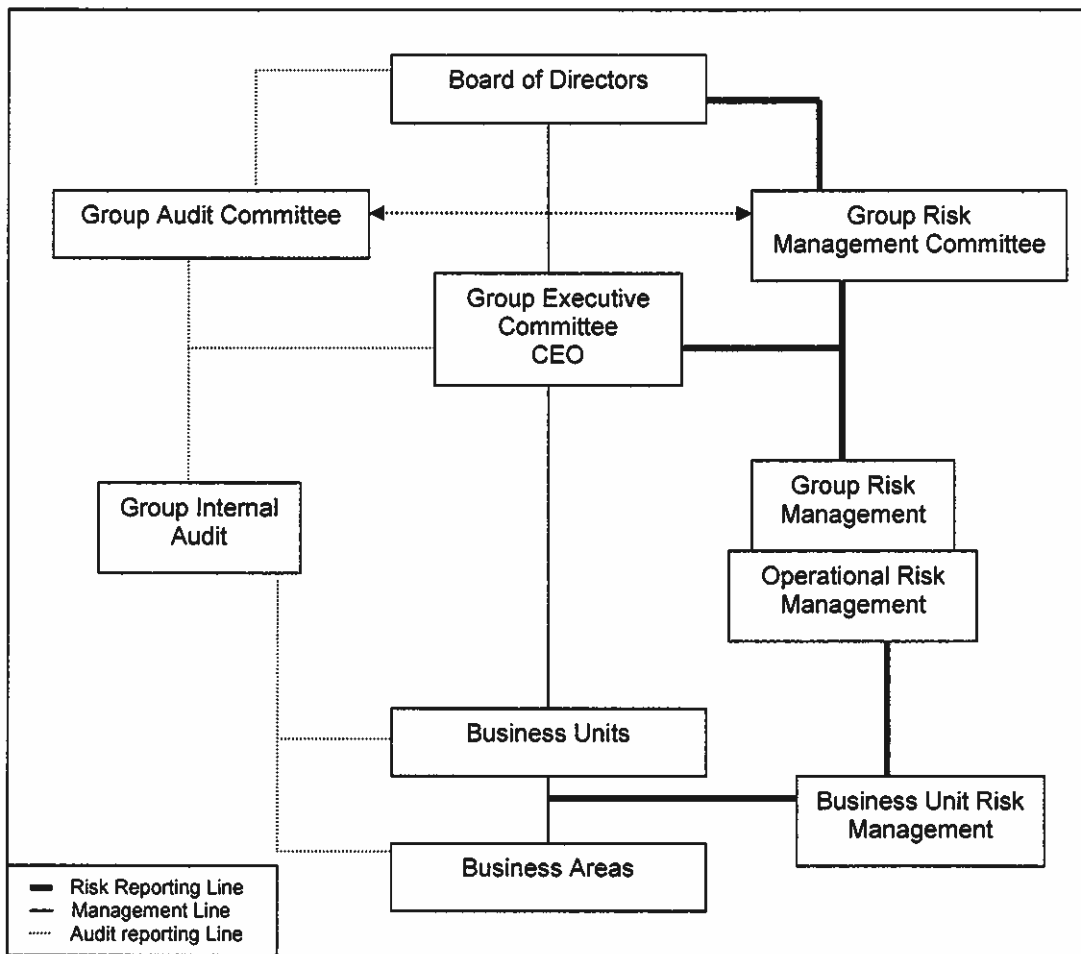 Board of Directors
Group Audit Committee
Group Risk
Management Committee
Group Executive
Committee
CEO
Group Risk
Management
Group Internal
Audit
Operational Risk
Management
Business Units
Business Unit Risk
Management
Business Areas
Risk Reporting Line
Management Line
Audit reporting Line